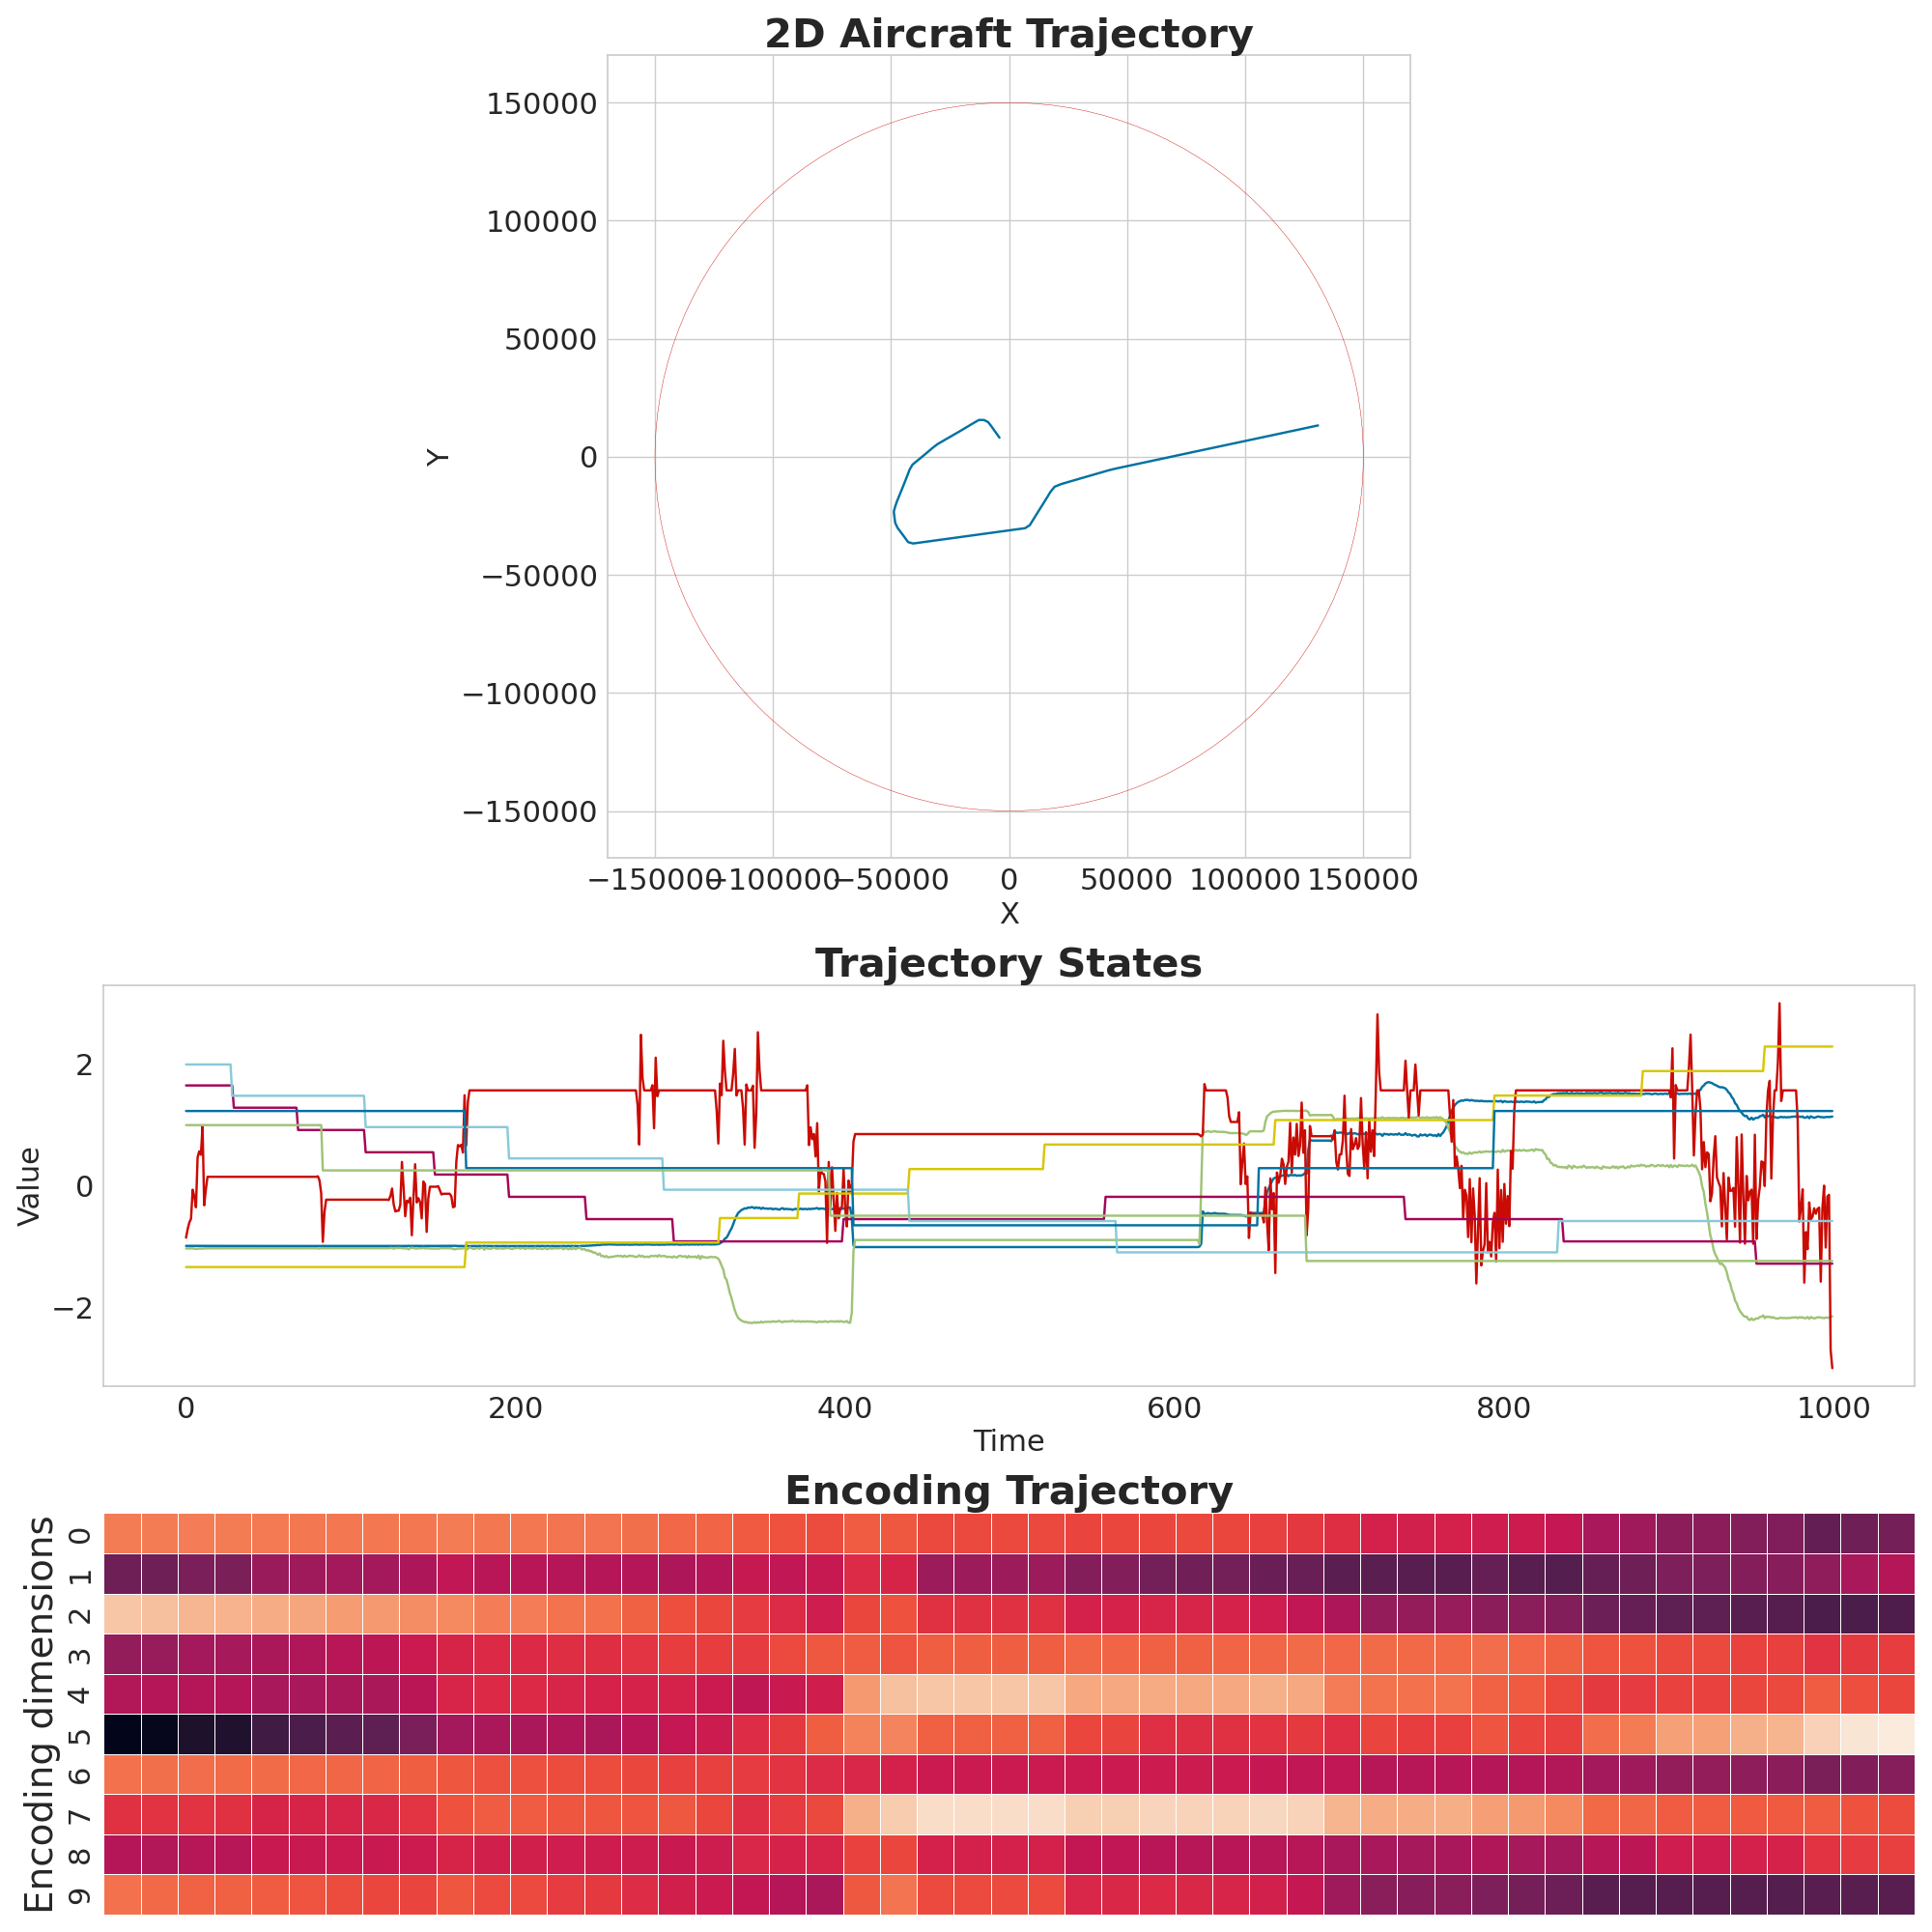 2D Aircraft Trajectory
150000
100000
50000
0
−50000
−100000
−150000
Y
−150000 −100000 −50000 0 50000 100000 150000
X
Trajectory States
2
0
−2
Value
0 200 400 600 800 1000
Time
Encoding Trajectory
Encoding dimensions
0
1
2
3
4
5
6
7
8
9